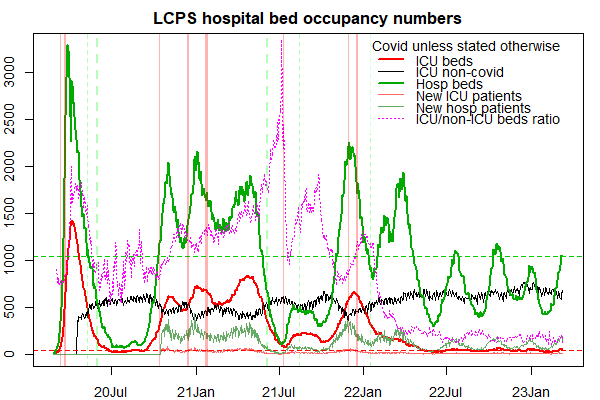 LCPS hospital bed occupancy numbers
Covid unless stated otherwise
ICU beds
ICU non-covid
Hosp beds
New ICU patients
New hosp patients
ICU/non-ICU beds ratio
3000
2500
2000
1500
1000
500
0
20Jul 21Jan 21Jul 22Jan 22Jul 23Jan